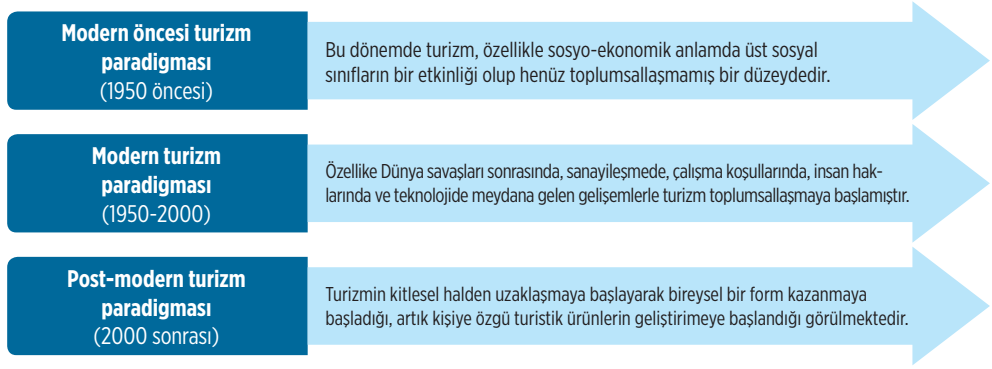 Modern öncesi turizm
paradigması
(1950 öncesi)
Bu dönemde turizm, özellikle sosyo-ekonomik anlamda üst sosyal
sınıfların bir etkinliği olup henüz toplumsallaşmamış bir düzeydedir.
Modern turizm
paradigması
(1950-2000)
Özellike Dünya savaşları sonrasında, sanayileşmede, çalışma koşullarında, insan hak-
larında ve teknolojide meydana gelen gelişemlerle turizm toplumsallaşmaya başlamıştır.
Post-modern turizm
paradigması
(2000 sonrası)
Turizmin kitlesel halden uzaklaşmaya başlayarak bireysel bir form kazanmaya
başladığı, artık kişiye özgü turistik ürünlerin geliştirimeye başlandığı görülmektedir.